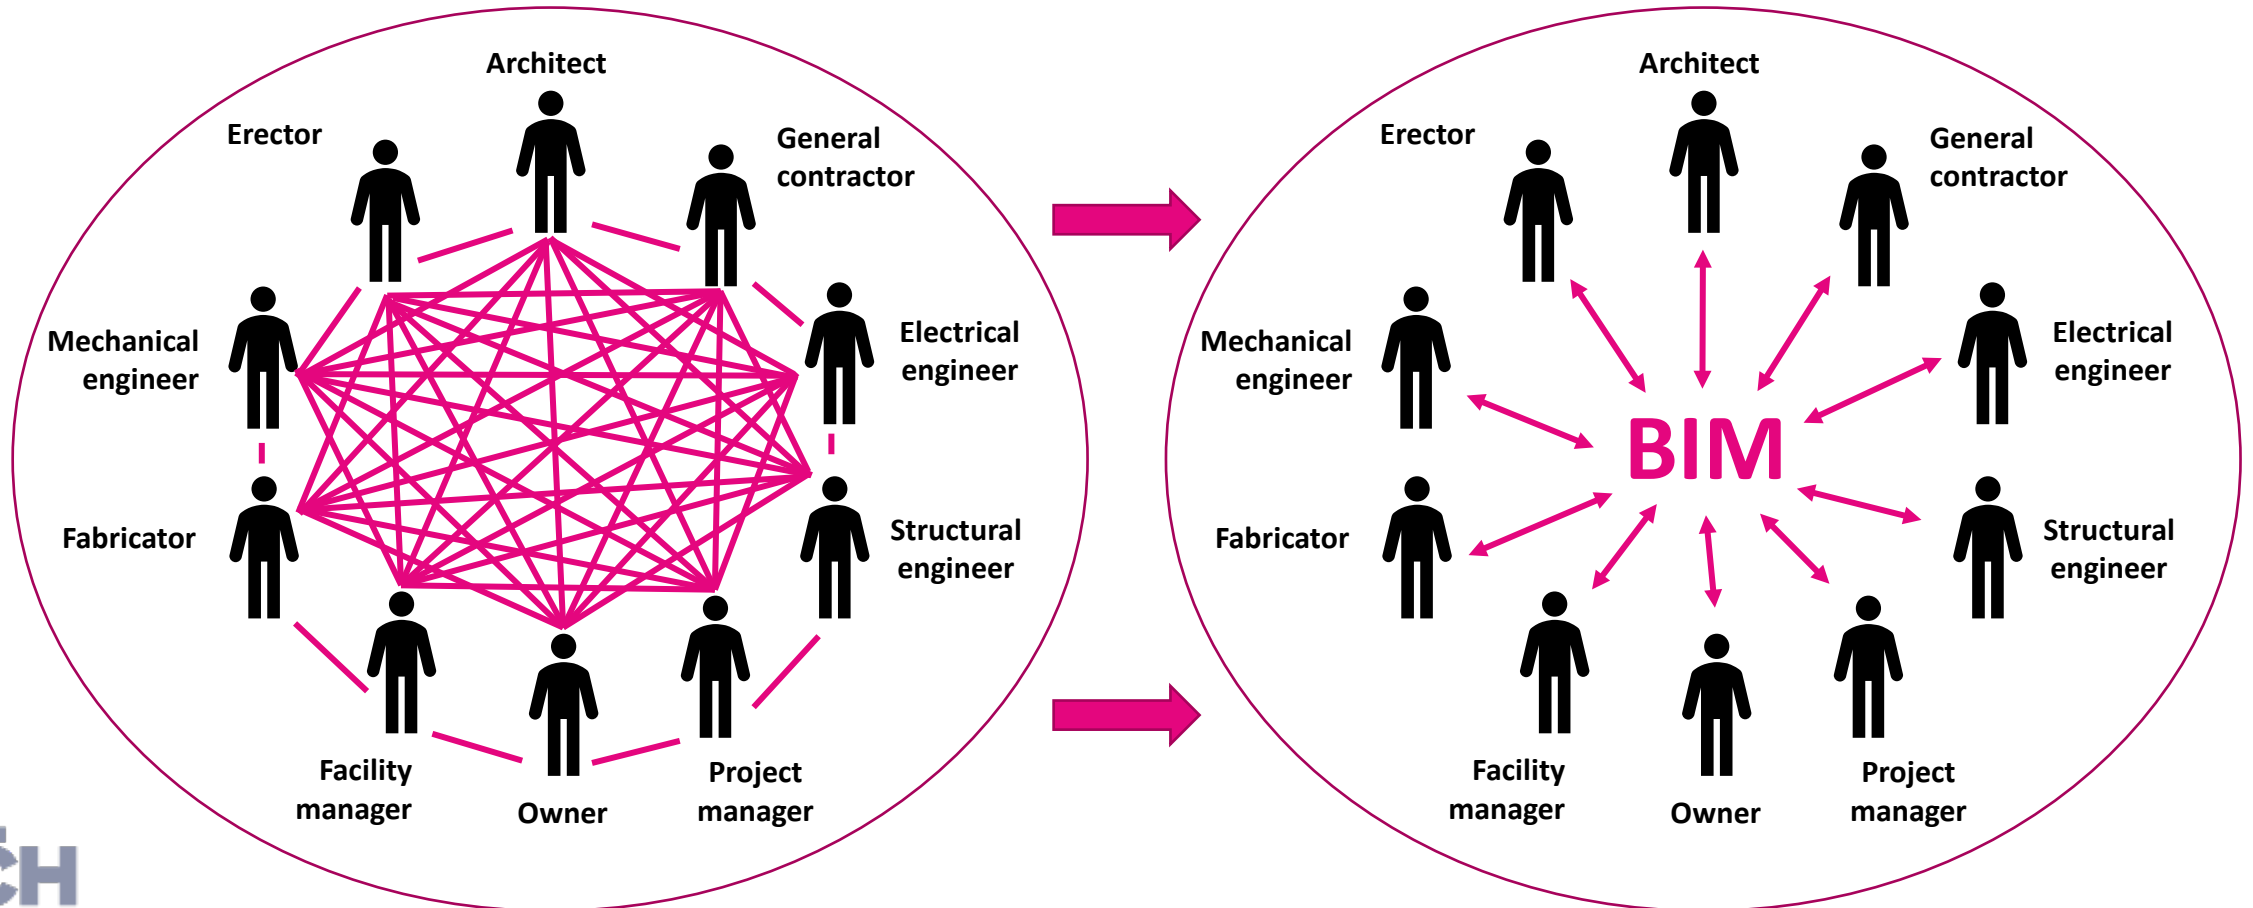 Architect
Erector
General
contractor
Mechanical
engineer
Electrical
engineer
Fabricator
Structural
engineer
Facility
manager
Owner
Project
manager
Architect
Erector
General
contractor
Mechanical
engineer
Electrical
engineer
BIM
Fabricator
Structural
engineer
Facility
manager
Owner
Project
manager
CH